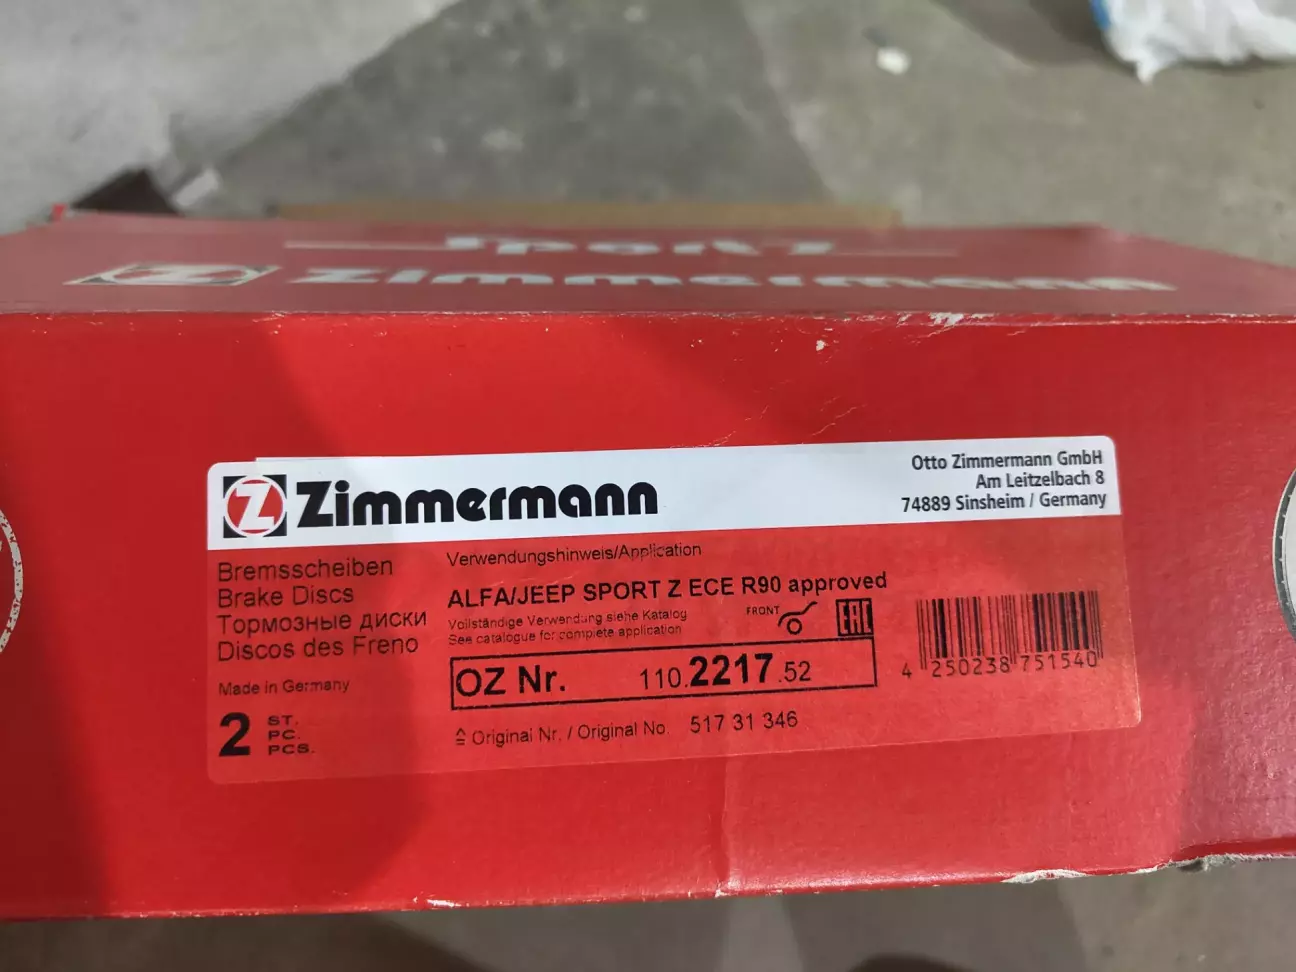 Sport Z
Zimmermann
Z Zimmermann
Otto Zimmermann GmbH
Am Leitzelbach 8
74889 Sinsheim / Germany
Bremsscheiben
Brake Discs
Тормозные диски
Discos des Freno
Made in Germany
2 ST.
PC.
PCS.
Verwendungshinweis/Application
ALFA/JEEP SPORT Z ECE R90 approved
Vollständige Verwendung siehe Katalog
See catalogue for complete application
FRONT
EAC
OZ Nr. 110.2217.52
≙ Original Nr. / Original No. 517 31 346
4 250238 751540